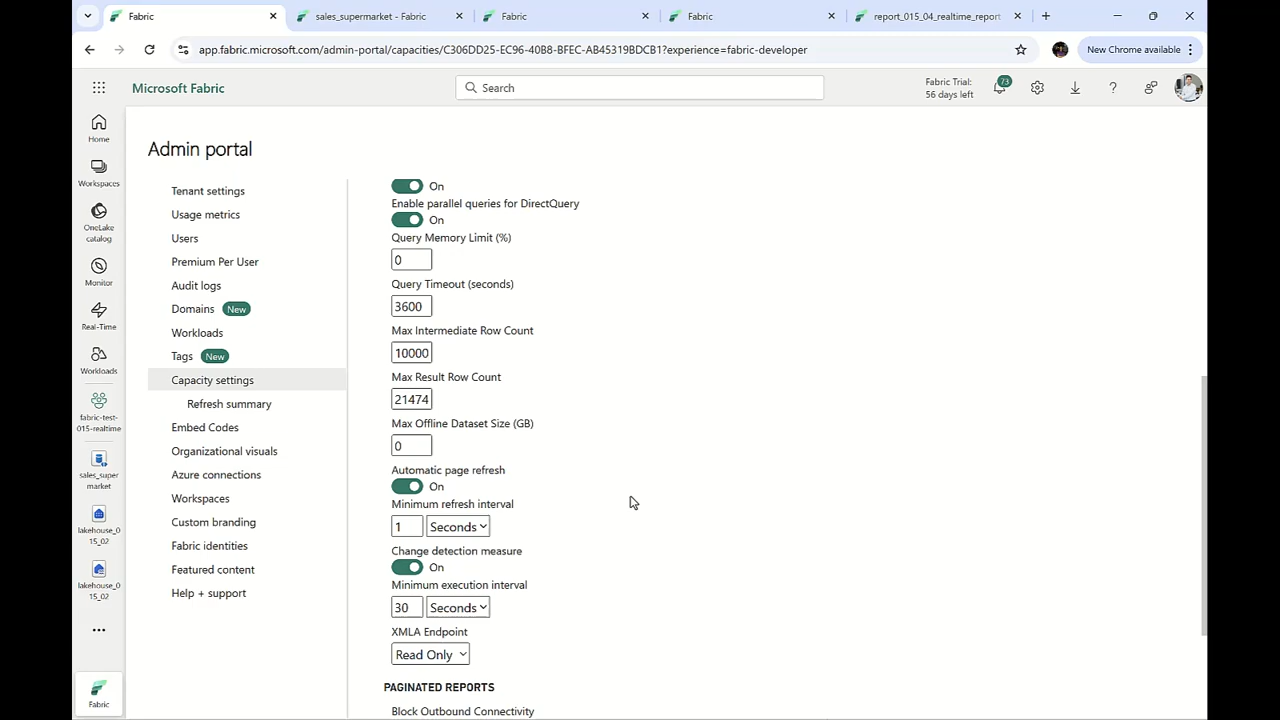 Fabric
sales_supermarket - Fabric
Fabric
Fabric
report_015_04_realtime_report
app.fabric.microsoft.com/admin-portal/capacities/C306DD25-EC96-40B8-BFEC-AB45319BDCB1?experience=fabric-developer
New Chrome available
Microsoft Fabric
Search
Fabric Trial:
56 days left
73
Home
Workspaces
OneLake
catalog
Monitor
Real-Time
Workloads
fabric-test-
015-realtime
sales_super
market
lakehouse_0
15_02
lakehouse_0
15_02
Fabric
Admin portal
Tenant settings
Usage metrics
Users
Premium Per User
Audit logs
Domains New
Workloads
Tags New
Capacity settings
Refresh summary
Embed Codes
Organizational visuals
Azure connections
Workspaces
Custom branding
Fabric identities
Featured content
Help + support
On
Enable parallel queries for DirectQuery
On
Query Memory Limit (%)
0
Query Timeout (seconds)
3600
Max Intermediate Row Count
10000
Max Result Row Count
21474
Max Offline Dataset Size (GB)
0
Automatic page refresh
On
Minimum refresh interval
1 Seconds
Change detection measure
On
Minimum execution interval
30 Seconds
XMLA Endpoint
Read Only
PAGINATED REPORTS
Block Outbound Connectivity